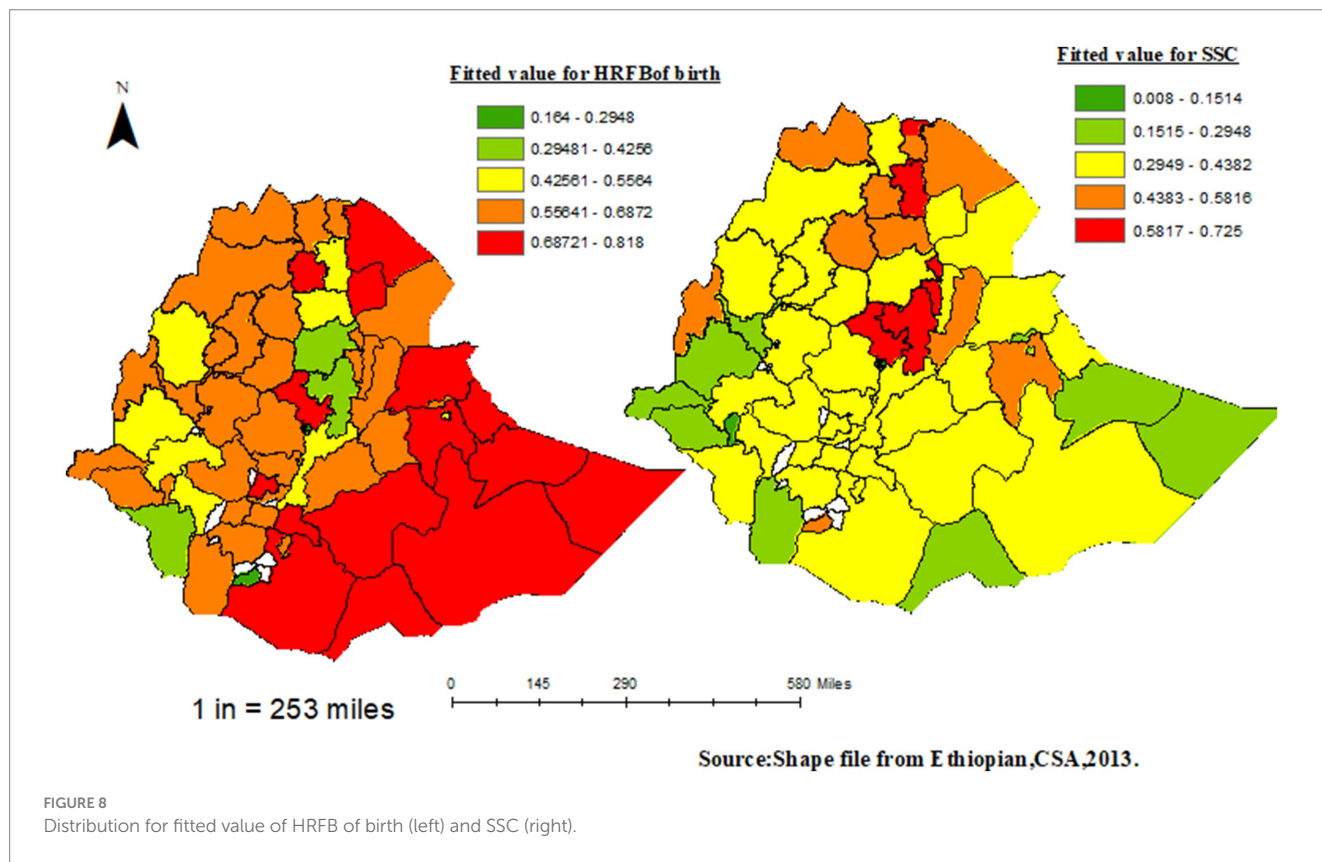 N
Fitted value for HRFBof birth
0.164 - 0.2948
0.29481 - 0.4256
0.42561 - 0.5564
0.55641 - 0.6872
0.68721 - 0.818
Fitted value for SSC
0.008 - 0.1514
0.1515 - 0.2948
0.2949 - 0.4382
0.4383 - 0.5816
0.5817 - 0.725
1 in = 253 miles
0 145 290 580 Miles
Source:Shape file from Ethiopian,CSA,2013.
FIGURE 8
Distribution for fitted value of HRFB of birth (left) and SSC (right).